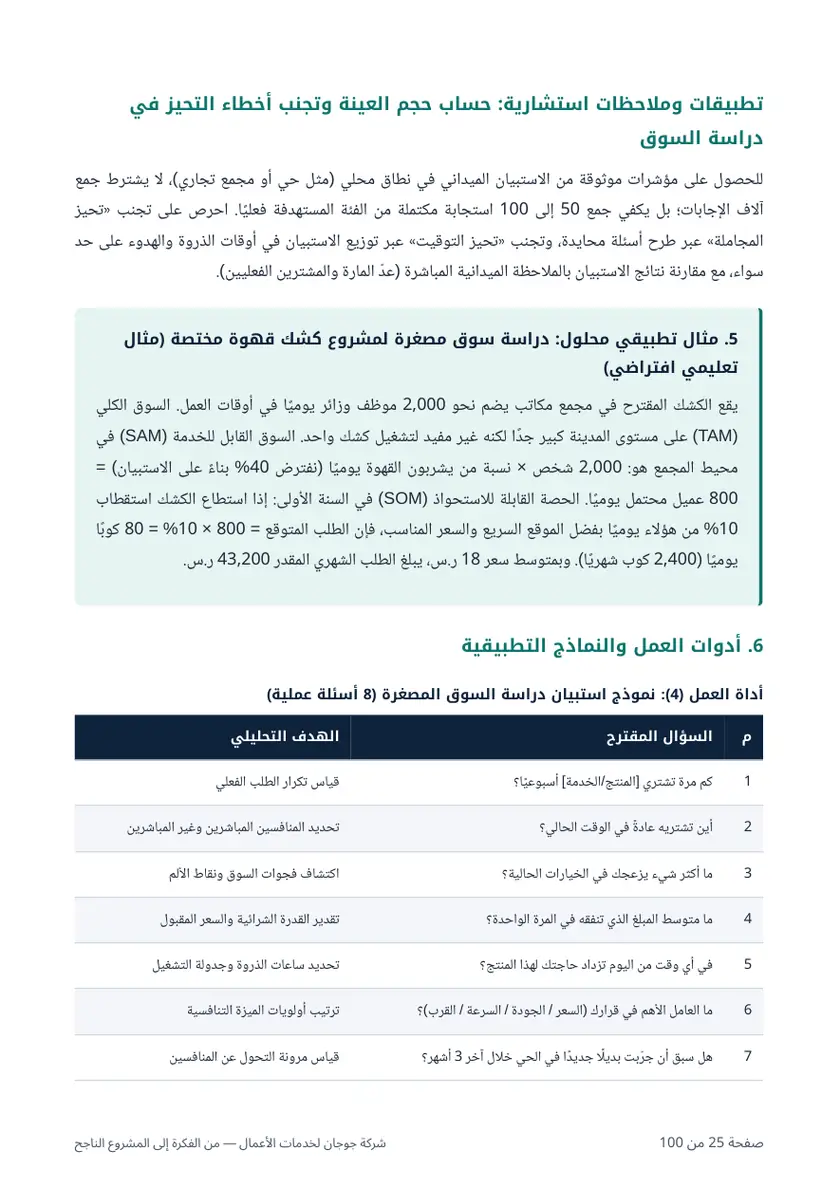 تطبيقات وملاحظات استشارية: حساب حجم العينة وتجنب أخطاء التحيز في
دراسة السوق
للحصول على مؤشرات موثوقة من الاستبيان الميداني في نطاق محلي (مثل حي أو مجمع تجاري)، لا يشترط جمع
آلاف الإجابات؛ بل يكفي جمع 50 إلى 100 استجابة مكتملة من الفئة المستهدفة فعليًا. احرص على تجنب «تحيز
المجاملة» عبر طرح أسئلة محايدة، وتجنب «تحيز التوقيت» عبر توزيع الاستبيان في أوقات الذروة والهدوء على حد
سواء، مع مقارنة نتائج الاستبيان بالملاحظة الميدانية المباشرة (عدّ المارة والمشترين الفعليين).
5. مثال تطبيقي محلول: دراسة سوق مصغرة لمشروع كشك قهوة مختصة (مثال
تعليمي افتراضي)
يقع الكشك المقترح في مجمع مكاتب يضم نحو 2,000 موظف وزائر يوميًا في أوقات العمل. السوق الكلي
(TAM) على مستوى المدينة كبير جدًا لكنه غير مفيد لتشغيل كشك واحد. السوق القابل للخدمة (SAM) في
محيط المجمع هو: 2,000 شخص × نسبة من يشربون القهوة يوميًا (نفترض 40% بناءً على الاستبيان) =
800 عميل محتمل يوميًا. الحصة القابلة للاستحواذ (SOM) في السنة الأولى: إذا استطاع الكشك استقطاب
10% من هؤلاء يوميًا بفضل الموقع السريع والسعر المناسب، فإن الطلب المتوقع = 800 × 10% = 80 كوبًا
يوميًا (2,400 كوب شهريًا). وبمتوسط سعر 18 ر.س، يبلغ الطلب الشهري المقدر 43,200 ر.س.
6. أدوات العمل والنماذج التطبيقية
أداة العمل (4): نموذج استبيان دراسة السوق المصغرة (8 أسئلة عملية)
م السؤال المقترح الهدف التحليلي
1 كم مرة تشتري [المنتج/الخدمة] أسبوعيًا؟ قياس تكرار الطلب الفعلي
2 أين تشتريه عادةً في الوقت الحالي؟ تحديد المنافسين المباشرين وغير المباشرين
3 ما أكثر شيء يزعجك في الخيارات الحالية؟ اكتشاف فجوات السوق ونقاط الألم
4 ما متوسط المبلغ الذي تنفقه في المرة الواحدة؟ تقدير القدرة الشرائية والسعر المقبول
5 في أي وقت من اليوم تزداد حاجتك لهذا المنتج؟ تحديد ساعات الذروة وجدولة التشغيل
6 ما العامل الأهم في قرارك (السعر / الجودة / السرعة / القرب)؟ ترتيب أولويات الميزة التنافسية
7 هل سبق أن جرّبت بديلًا جديدًا في الحي خلال آخر 3 أشهر؟ قياس مرونة التحول عن المنافسين
صفحة 25 من 100 شركة جوجان لخدمات الأعمال — من الفكرة إلى المشروع الناجح